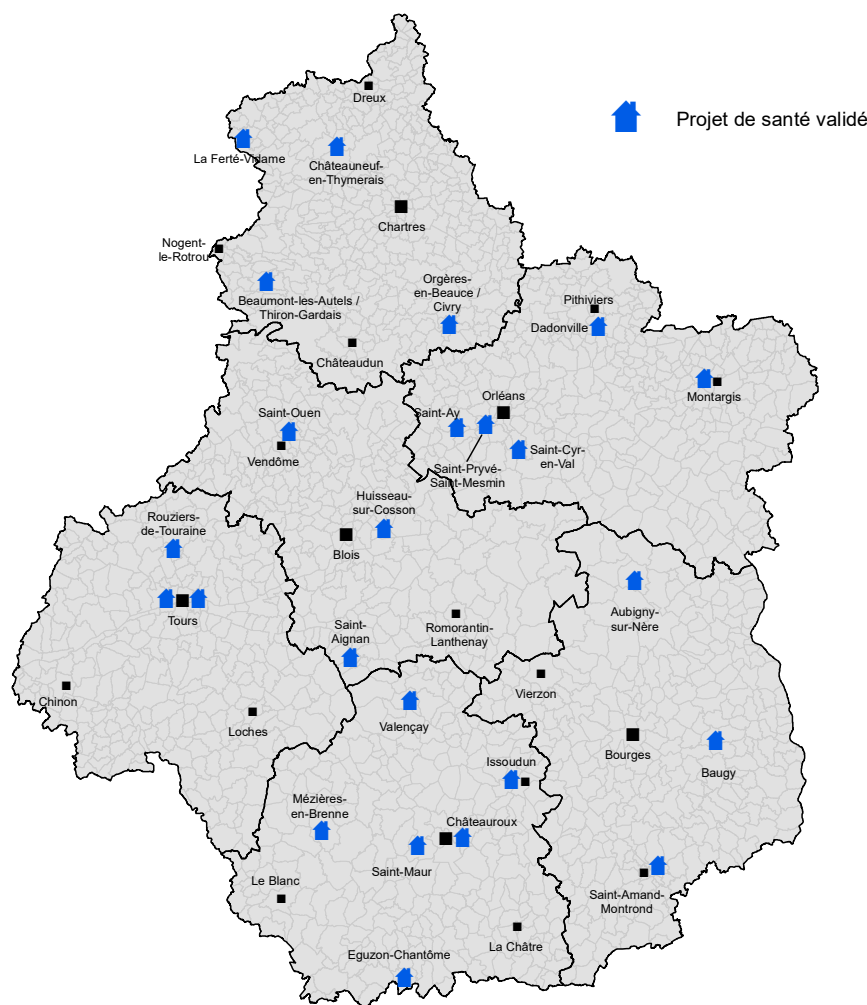 Dreux
Projet de santé validé
La Ferté-Vidame
Châteauneuf-
en-Thymerais
Chartres
Nogent-
le-Rotrou
Beaumont-les-Autels /
Thiron-Gardais
Orgères-
en-Beauce /
Civry
Châteaudun
Pithiviers
Dadonville
Montargis
Orléans
Saint-Ay
Saint-Pryvé-
Saint-Mesmin
Saint-Cyr-
en-Val
Saint-Ouen
Vendôme
Huisseau-
sur-Cosson
Blois
Rouziers-
de-Touraine
Tours
Saint-
Aignan
Romorantin-
Lanthenay
Aubigny-
sur-Nère
Chinon
Loches
Valençay
Vierzon
Bourges
Baugy
Issoudun
Mézières-
en-Brenne
Châteauroux
Saint-Maur
Le Blanc
Saint-Amand-
Montrond
La Châtre
Eguzon-Chantôme